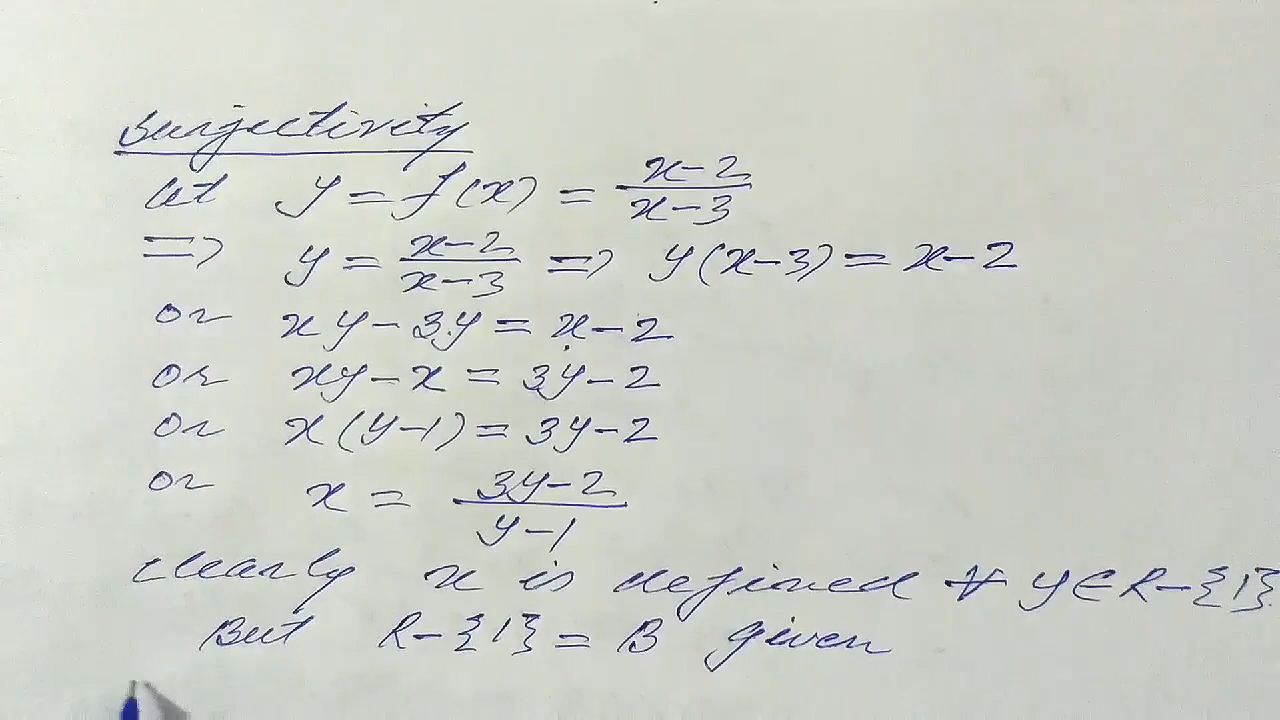 Surjectivity
Let y = f(x) = (x-2)/(x-3)
=> y = (x-2)/(x-3) => y(x-3) = x-2
or xy - 3y = x - 2
or xy - x = 3y - 2
or x(y-1) = 3y-2
or x = (3y-2)/(y-1)
clearly x is defined ∀ y ∈ R-{1}
But R-{1} = B given